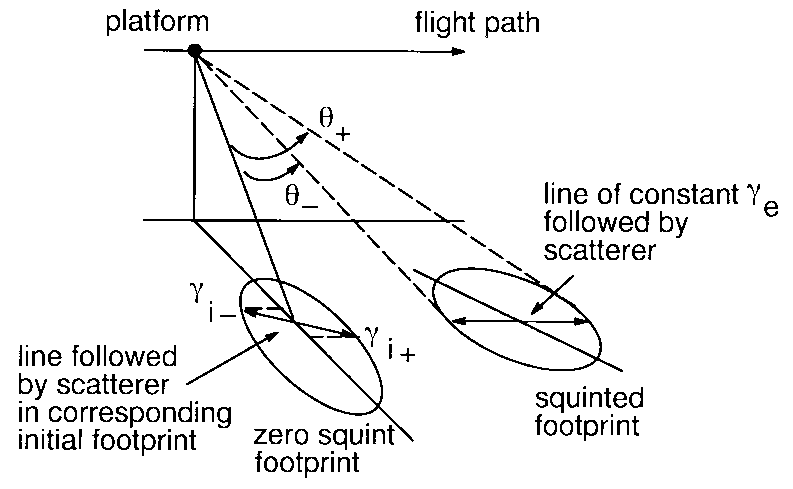 platform
flight path
θ+
θ−
line of constant γe
followed by
scatterer
γi−
γi+
line followed
by scatterer
in corresponding
initial footprint
zero squint
footprint
squinted
footprint